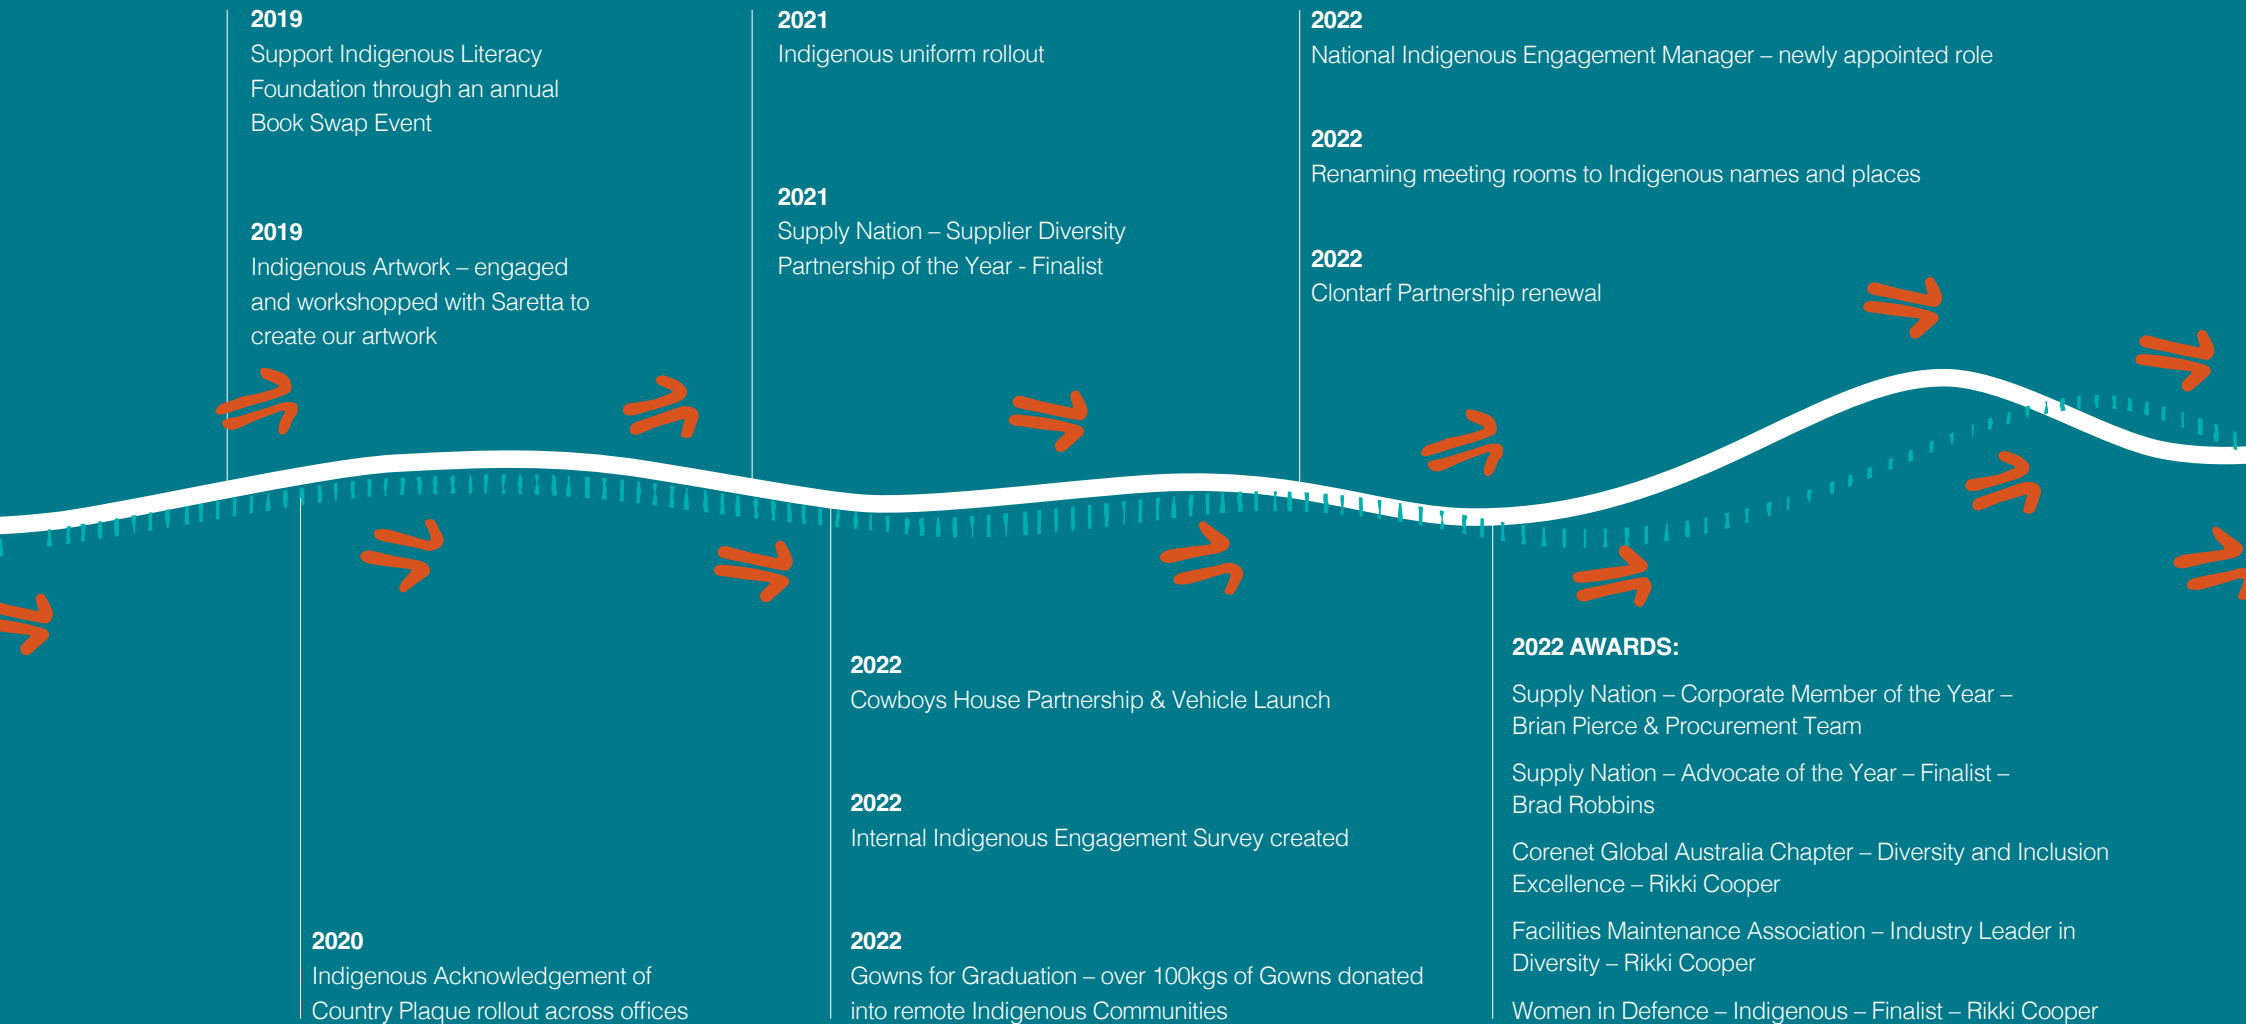 2019
Support Indigenous Literacy
Foundation through an annual
Book Swap Event
2019
Indigenous Artwork – engaged
and workshopped with Saretta to
create our artwork
2020
Indigenous Acknowledgement of
Country Plaque rollout across offices
2021
Indigenous uniform rollout
2021
Supply Nation – Supplier Diversity
Partnership of the Year - Finalist
2022
Cowboys House Partnership & Vehicle Launch
2022
Internal Indigenous Engagement Survey created
2022
Gowns for Graduation – over 100kgs of Gowns donated
into remote Indigenous Communities
2022
National Indigenous Engagement Manager – newly appointed role
2022
Renaming meeting rooms to Indigenous names and places
2022
Clontarf Partnership renewal
2022 AWARDS:
Supply Nation – Corporate Member of the Year –
Brian Pierce & Procurement Team
Supply Nation – Advocate of the Year – Finalist –
Brad Robbins
Corenet Global Australia Chapter – Diversity and Inclusion
Excellence – Rikki Cooper
Facilities Maintenance Association – Industry Leader in
Diversity – Rikki Cooper
Women in Defence – Indigenous – Finalist – Rikki Cooper